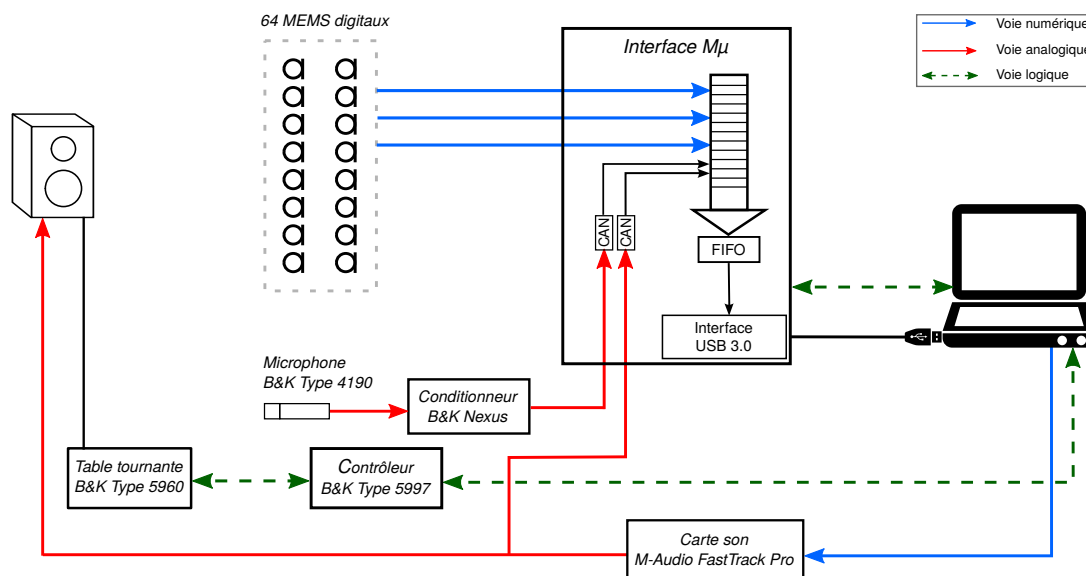 64 MEMS digitaux
Interface Mμ
Voie numérique
Voie analogique
Voie logique
CAN
CAN
FIFO
Interface
USB 3.0
Microphone
B&K Type 4190
Conditionneur
B&K Nexus
Table tournante
B&K Type 5960
Contrôleur
B&K Type 5997
Carte son
M-Audio FastTrack Pro